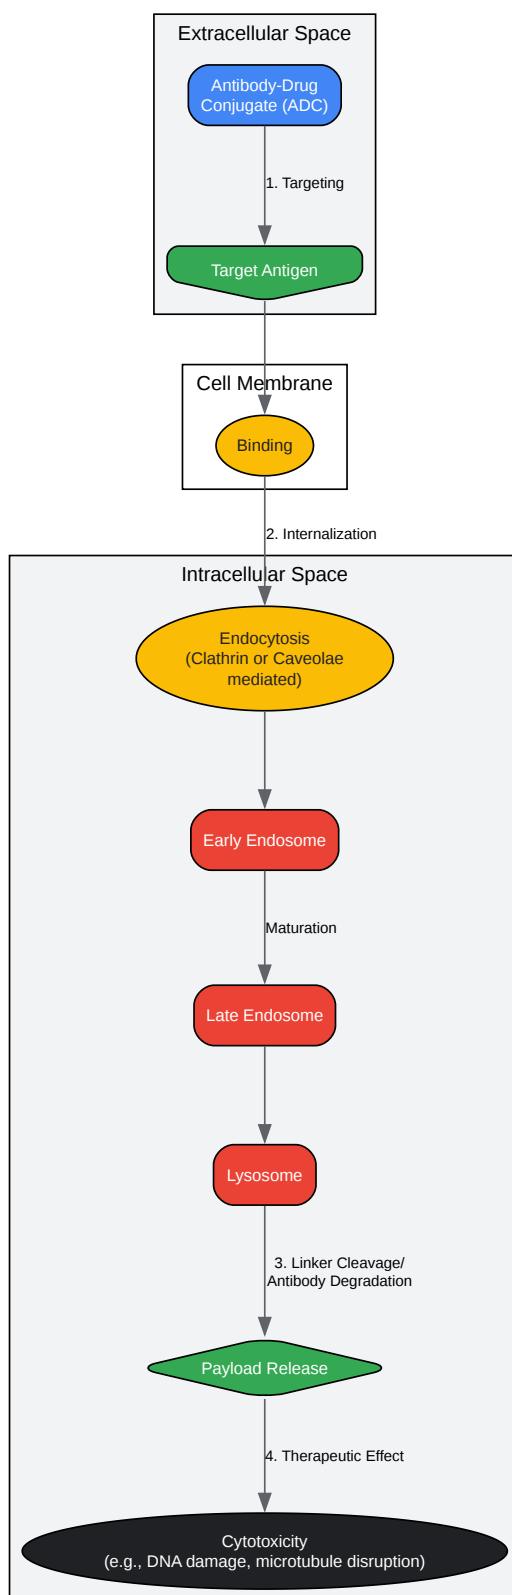 Extracellular Space
Antibody-Drug
Conjugate (ADC)
1. Targeting
Target Antigen
Cell Membrane
Binding
2. Internalization
Intracellular Space
Endocytosis
(Clathrin or Caveolae
mediated)
Early Endosome
Maturation
Late Endosome
Lysosome
3. Linker Cleavage/
Antibody Degradation
Payload Release
4. Therapeutic Effect
Cytotoxicity
(e.g., DNA damage, microtubule disruption)